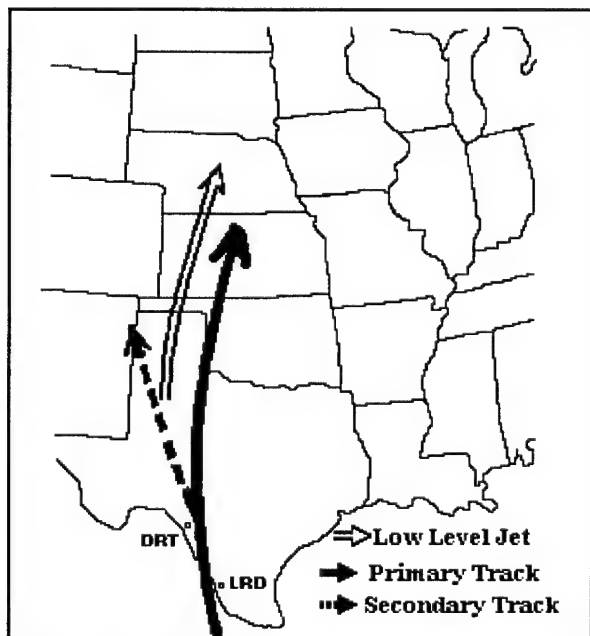 DRT
LRD
Low Level Jet
Primary Track
Secondary Track